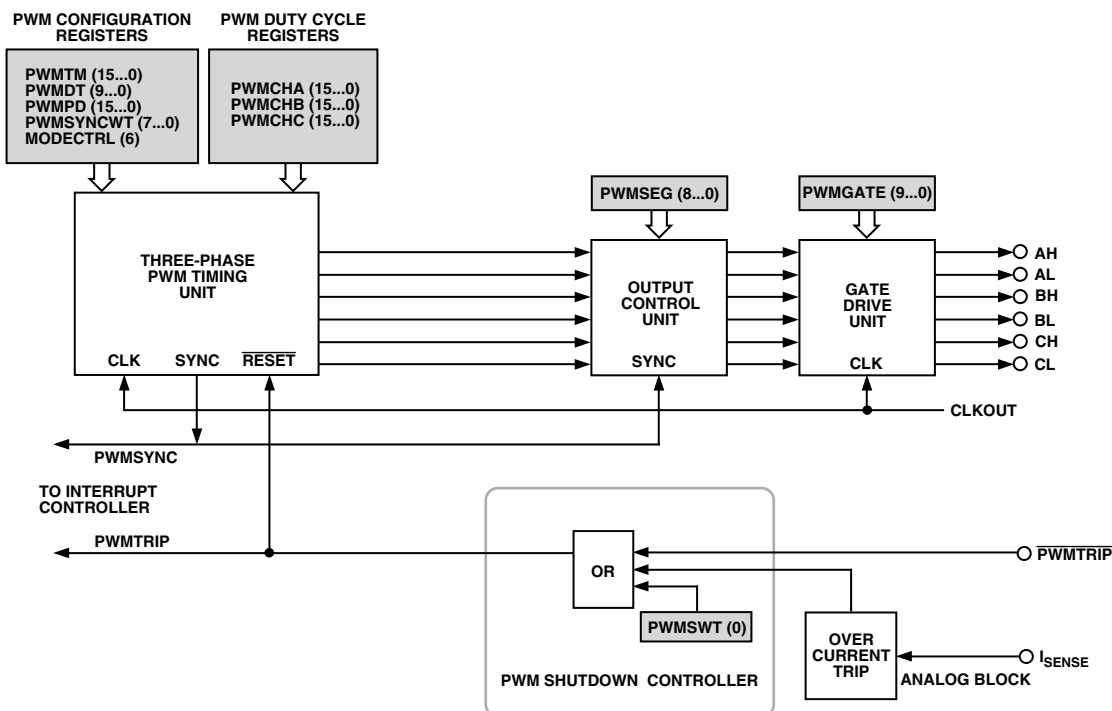 PWM CONFIGURATION
REGISTERS
PWM DUTY CYCLE
REGISTERS
PWMTM (15...0)
PWMDT (9...0)
PWMPD (15...0)
PWMSYNCWT (7...0)
MODECTRL (6)
PWMCHA (15...0)
PWMCHB (15...0)
PWMCHC (15...0)
PWMSEG (8...0)
PWMGATE (9...0)
THREE-PHASE
PWM TIMING
UNIT
CLK
SYNC
RESET
OUTPUT
CONTROL
UNIT
SYNC
GATE
DRIVE
UNIT
CLK
AH
AL
BH
BL
CH
CL
CLKOUT
PWMSYNC
TO INTERRUPT
CONTROLLER
PWMTRIP
OR
PWMTRIP
PWMSWT (0)
OVER
CURRENT
TRIP
ISENSE
ANALOG BLOCK
PWM SHUTDOWN CONTROLLER